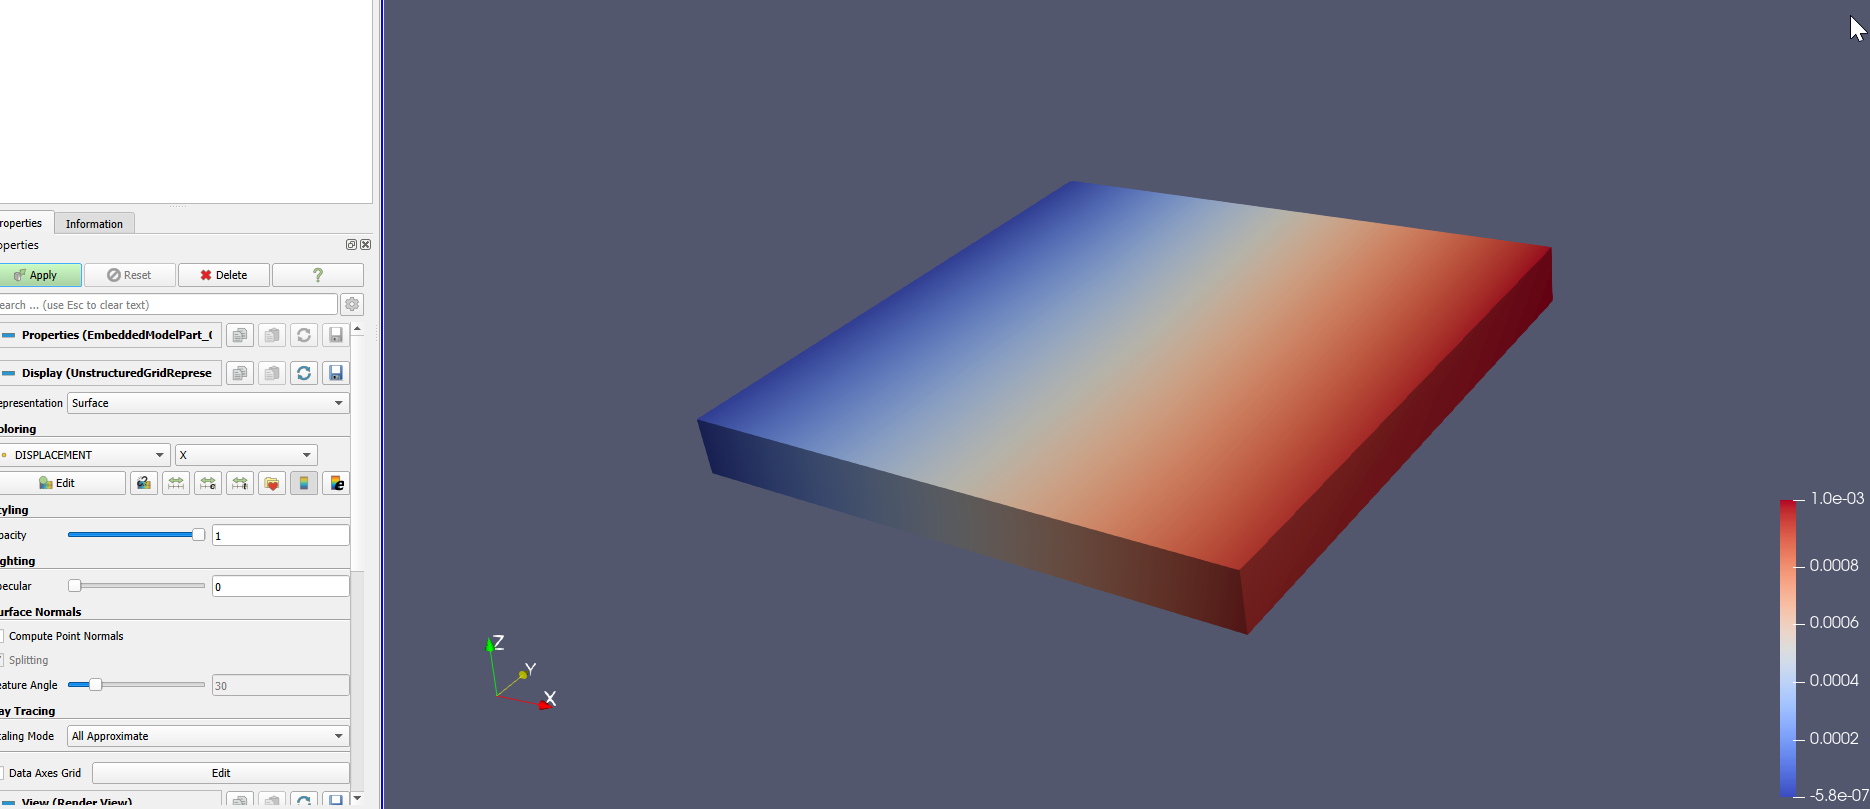 roperties
Information
operties
Apply
Reset
Delete
?
earch ... (use Esc to clear text)
Properties (EmbeddedModelPart_(
Display (UnstructuredGridReprese
epresentation
Surface
oloring
DISPLACEMENT
X
Edit
tyling
pacity
1
ghting
pecular
0
urface Normals
Compute Point Normals
Splitting
eature Angle
30
ay Tracing
caling Mode
All Approximate
Data Axes Grid
Edit
View (Render View)
Z
Y
X
1.0e-03
0.0008
0.0006
0.0004
0.0002
-5.8e-07